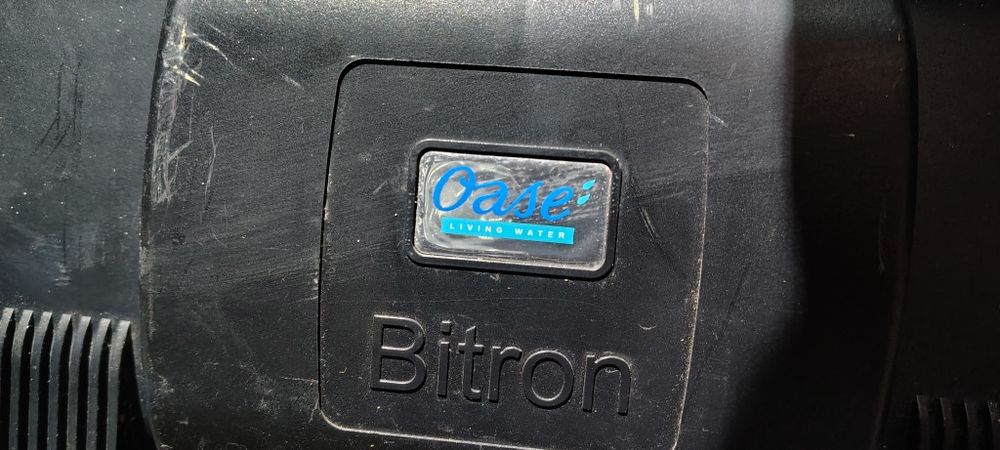 Oase
LIVING WATER
Bitron